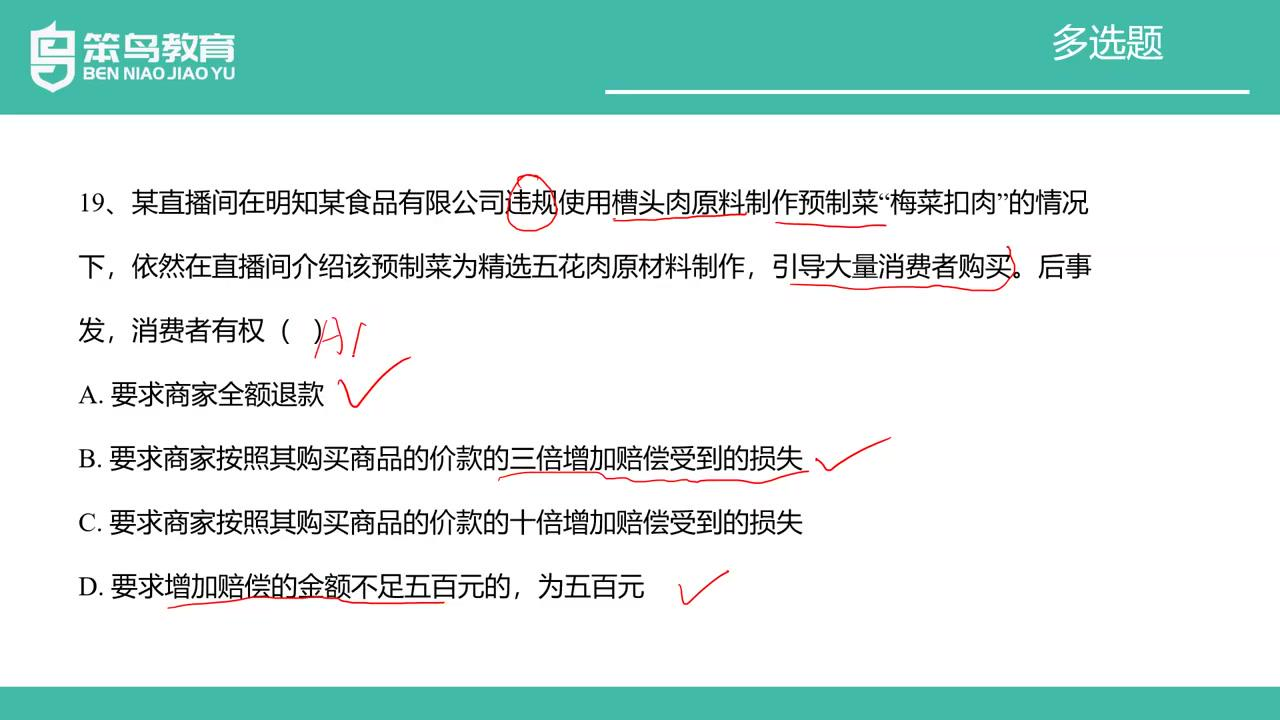 笨鸟教育
BEN NIAO JIAO YU
多选题
19、某直播间在明知某食品有限公司违规使用槽头肉原料制作预制菜“梅菜扣肉”的情况
下，依然在直播间介绍该预制菜为精选五花肉原材料制作，引导大量消费者购买。后事
发，消费者有权（ ）A
A. 要求商家全额退款
B. 要求商家按照其购买商品的价款的三倍增加赔偿受到的损失
C. 要求商家按照其购买商品的价款的十倍增加赔偿受到的损失
D. 要求增加赔偿的金额不足五百元的，为五百元